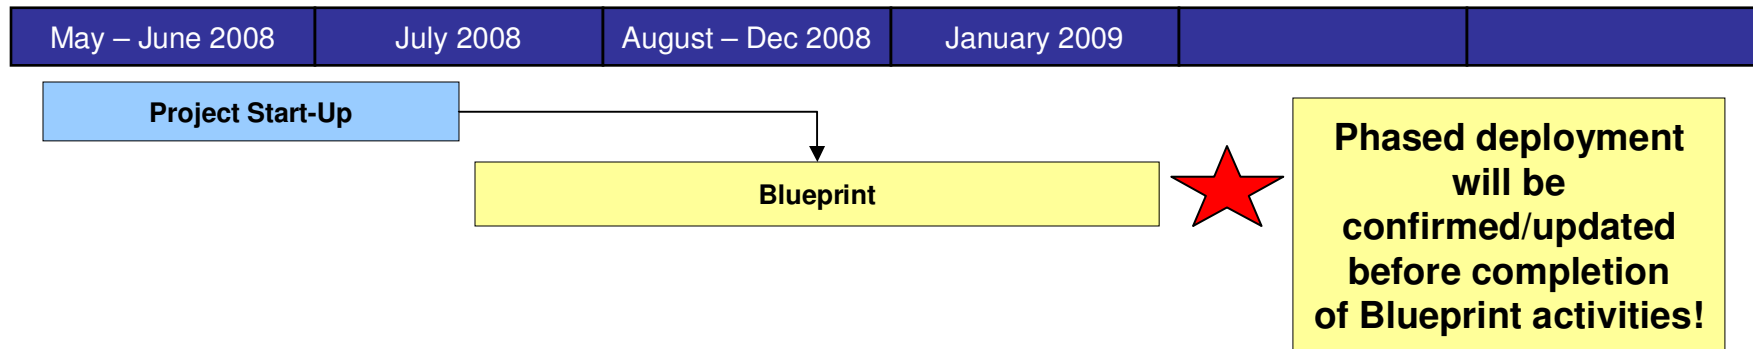 May – June 2008
July 2008
August – Dec 2008
January 2009
Project Start-Up
Blueprint
Phased deployment
will be
confirmed/updated
before completion
of Blueprint activities!